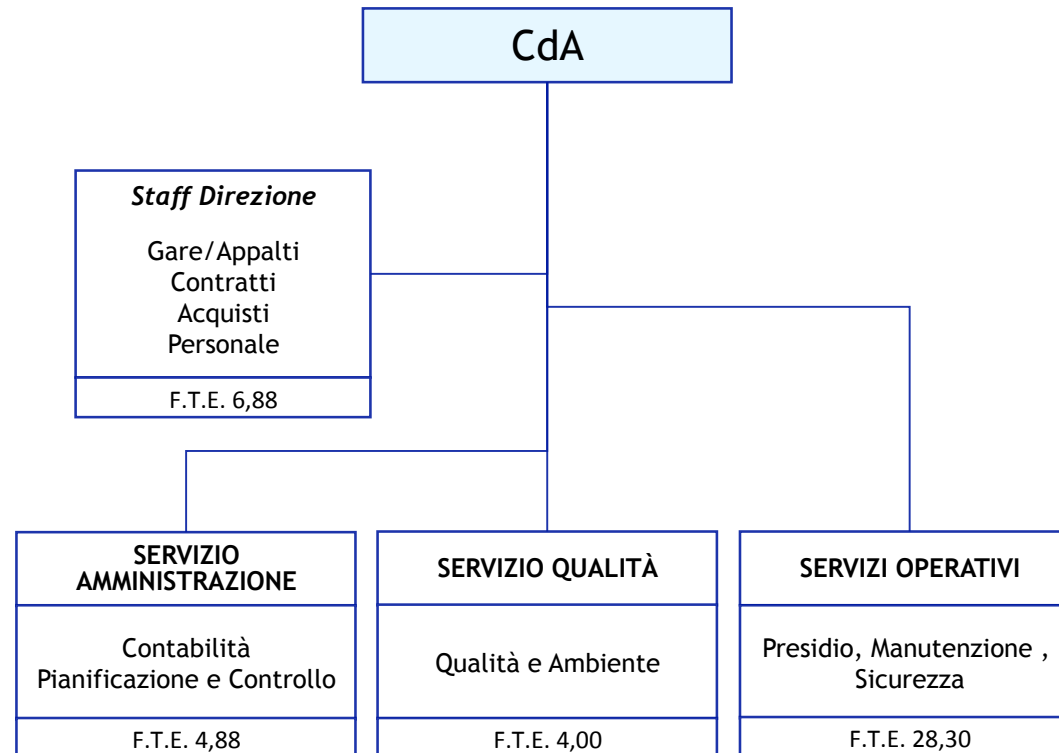 CdA
Staff Direzione
Gare/Appalti
Contratti
Acquisti
Personale
F.T.E. 6,88
SERVIZIO
AMMINISTRAZIONE
Contabilità
Pianificazione e Controllo
F.T.E. 4,88
SERVIZIO QUALITÀ
Qualità e Ambiente
F.T.E. 4,00
SERVIZI OPERATIVI
Presidio, Manutenzione ,
Sicurezza
F.T.E. 28,30